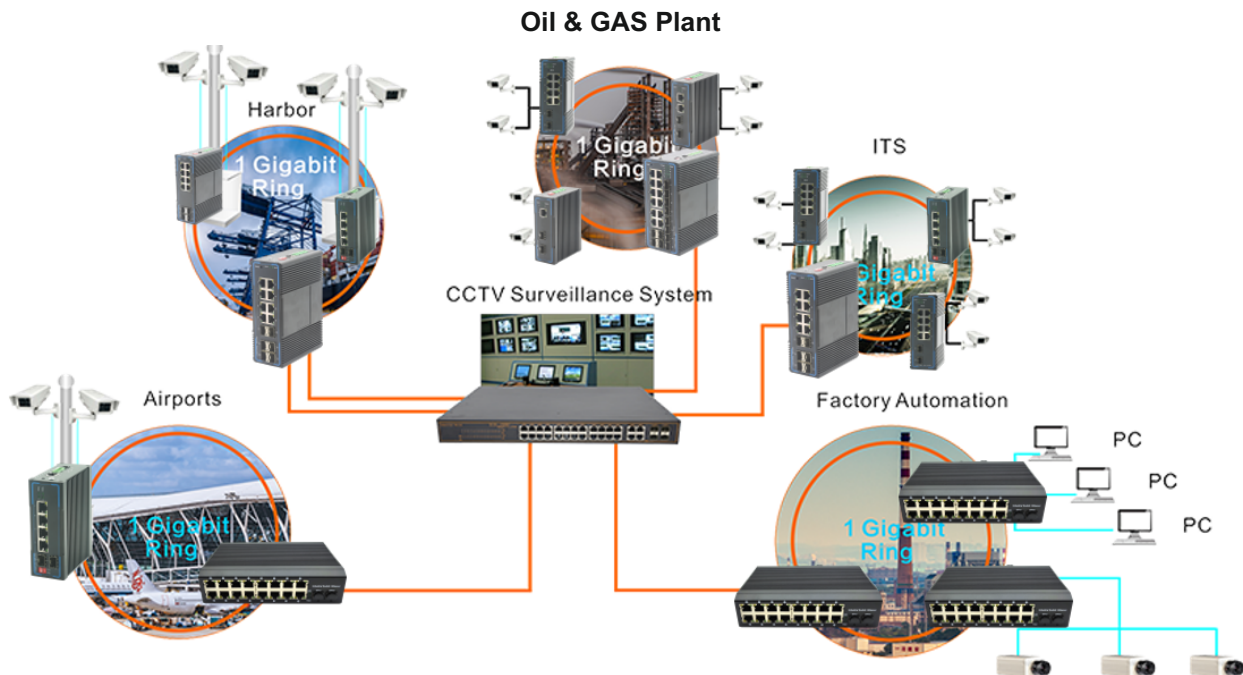 Oil & GAS Plant
Harbor
1 Gigabit
Ring
1 Gigabit
Ring
ITS
Gigabit
Ring
CCTV Surveillance System
Airports
1 Gigabit
Ring
Factory Automation
1 Gigabit
Ring
PC
PC
PC